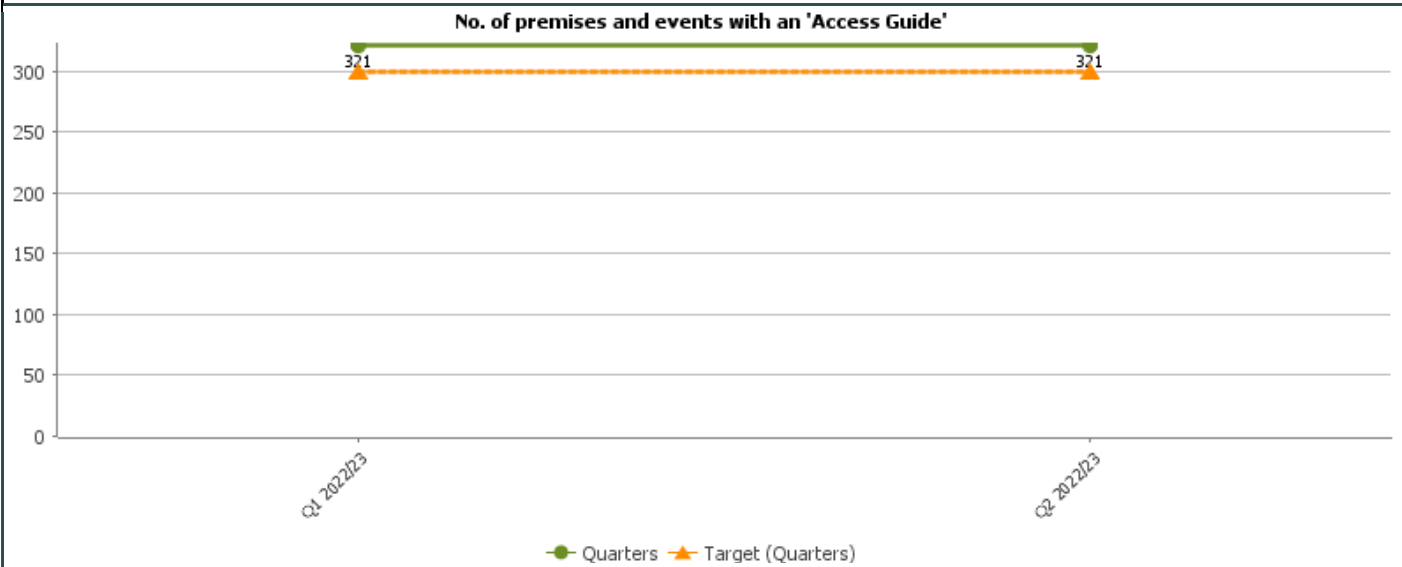 No. of premises and events with an 'Access Guide'
321 321
300
250
200
150
100
50
0
Q1 2022/23 Q2 2022/23
Quarters Target (Quarters)